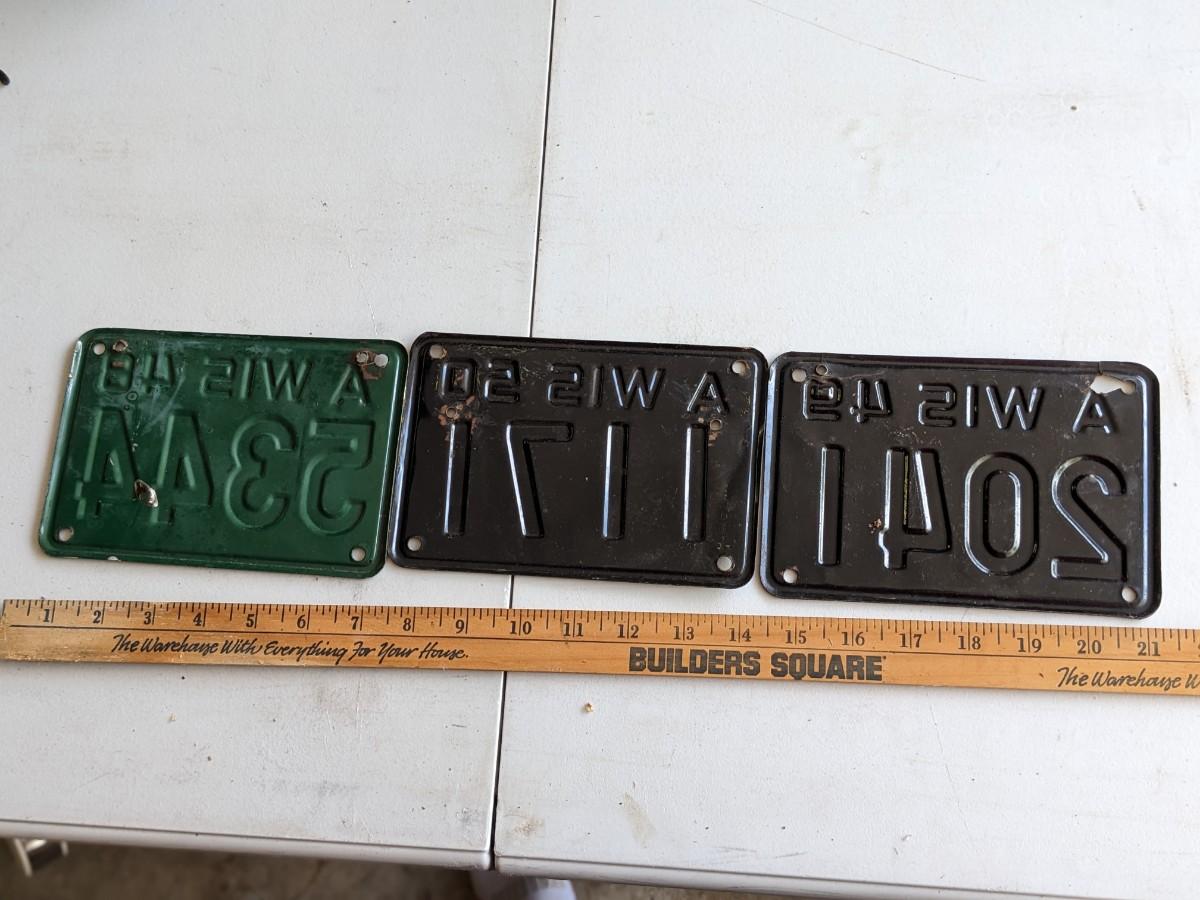 A WIS 48
5344
A WIS 50
1171
A WIS 49
2041
1 2 3 4 5 6 7 8 9 10 11 12 13 14 15 16 17 18 19 20 21
The Warehouse With Everything For Your House. BUILDERS SQUARE The Warehouse W